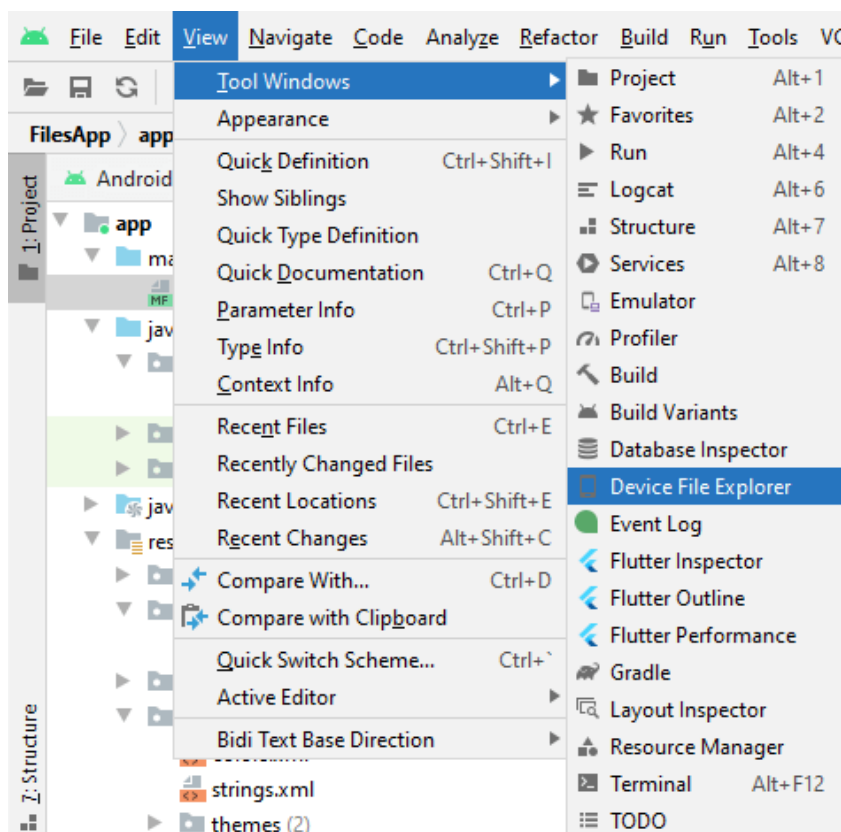 File Edit View Navigate Code Analyze Refactor Build Run Tools VC
FilesApp app
1: Project
Android
app
ma
MF
jav
jav
res
strings.xml
themes (2)
7: Structure
Tool Windows
Appearance
Quick Definition Ctrl+Shift+I
Show Siblings
Quick Type Definition
Quick Documentation Ctrl+Q
Parameter Info Ctrl+P
Type Info Ctrl+Shift+P
Context Info Alt+Q
Recent Files Ctrl+E
Recently Changed Files
Recent Locations Ctrl+Shift+E
Recent Changes Alt+Shift+C
Compare With... Ctrl+D
Compare with Clipboard
Quick Switch Scheme... Ctrl+`
Active Editor
Bidi Text Base Direction
Project Alt+1
Favorites Alt+2
Run Alt+4
Logcat Alt+6
Structure Alt+7
Services Alt+8
Emulator
Profiler
Build
Build Variants
Database Inspector
Device File Explorer
Event Log
Flutter Inspector
Flutter Outline
Flutter Performance
Gradle
Layout Inspector
Resource Manager
Terminal Alt+F12
TODO